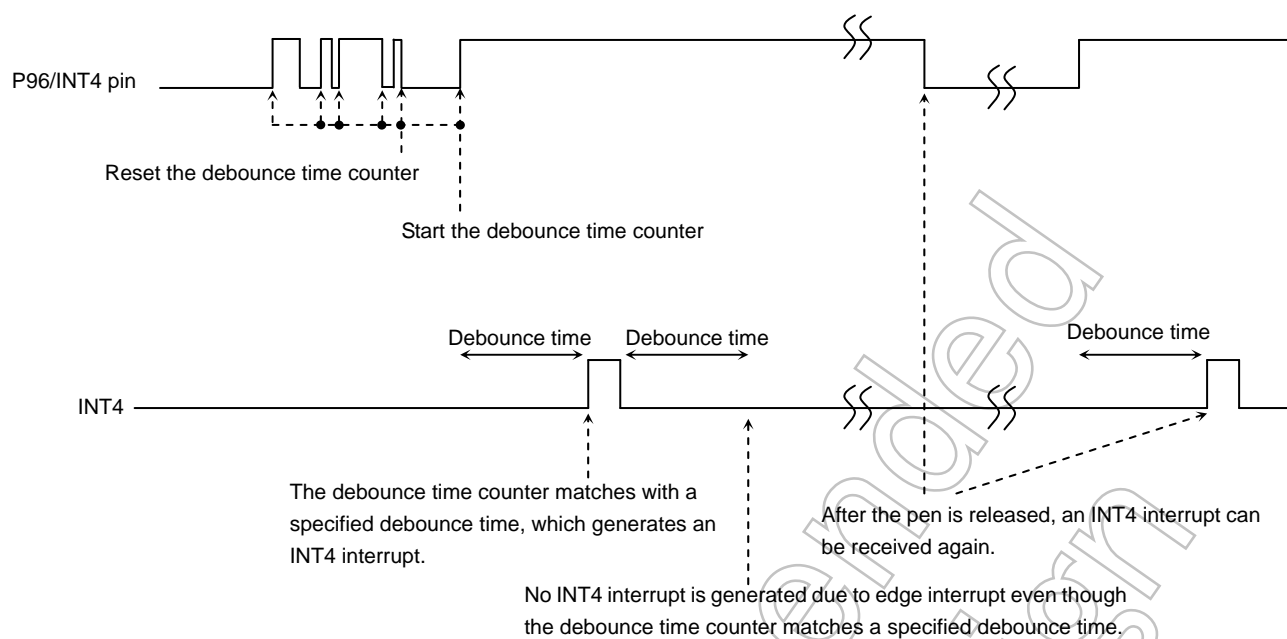 P96/INT4 pin
Reset the debounce time counter
Start the debounce time counter
Debounce time
Debounce time
Debounce time
INT4
The debounce time counter matches with a
specified debounce time, which generates an
INT4 interrupt.
After the pen is released, an INT4 interrupt can
be received again.
No INT4 interrupt is generated due to edge interrupt even though
the debounce time counter matches a specified debounce time.
ended
sign